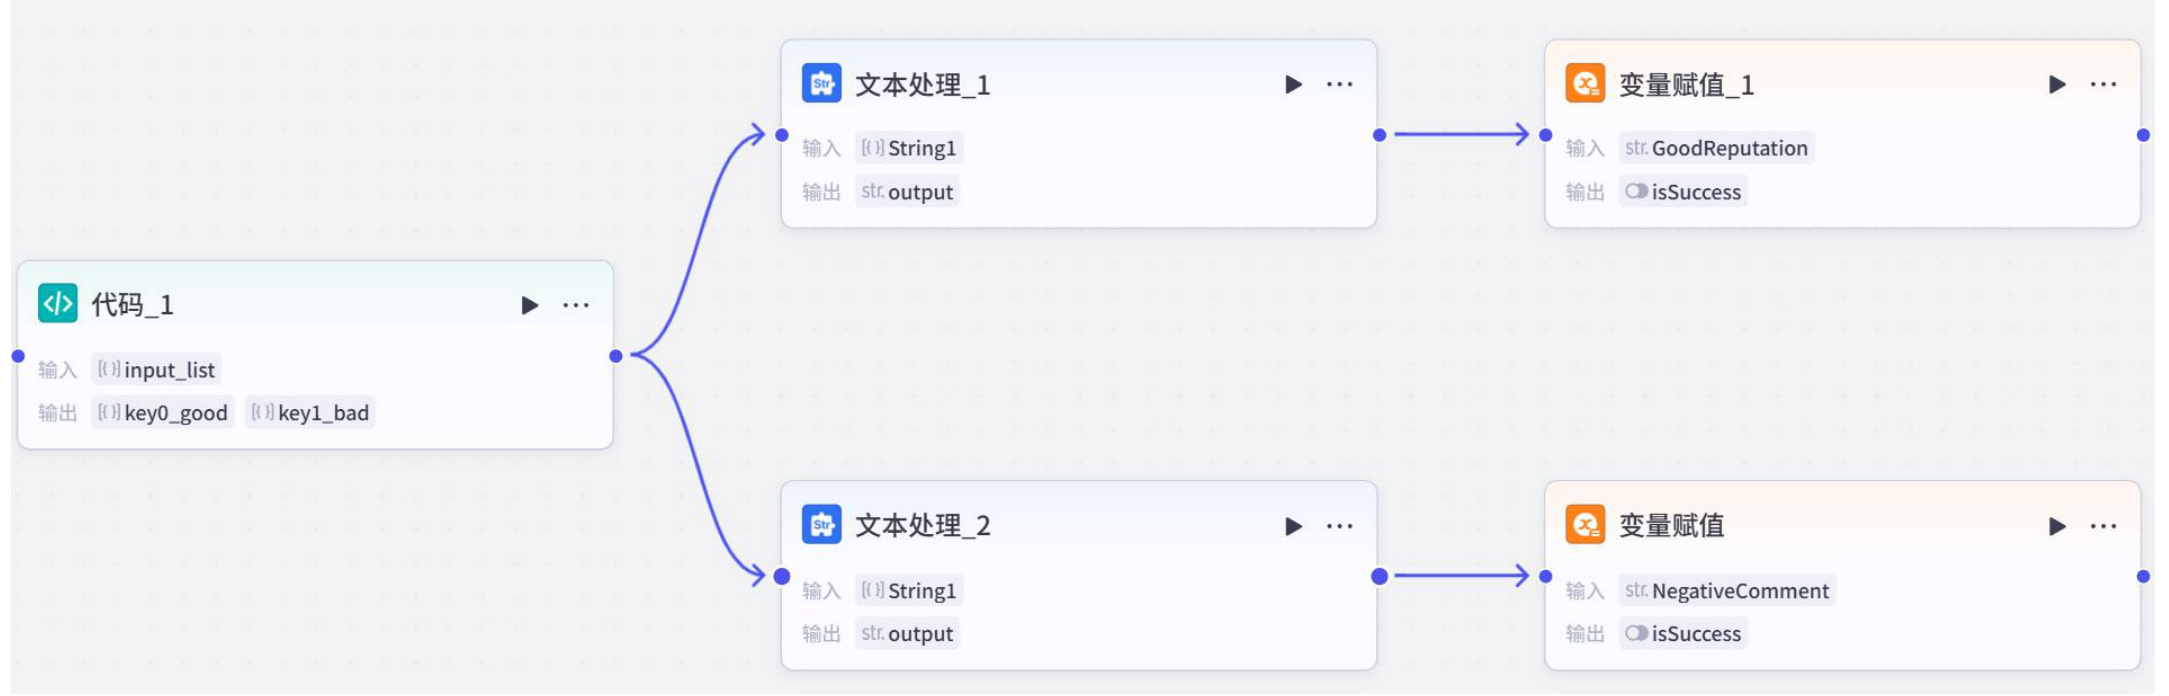 文本处理_1
输入 [{}] String1
输出 str. output
变量赋值_1
输入 str. GoodReputation
输出 isSuccess
代码_1
输入 [{}] input_list
输出 [{}] key0_good [{}] key1_bad
文本处理_2
输入 [{}] String1
输出 str. output
变量赋值
输入 str. NegativeComment
输出 isSuccess